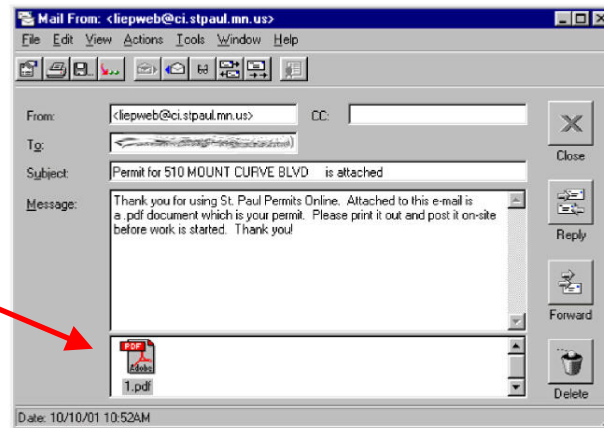 Mail From: <liepweb@ci.stpaul.mn.us>
File Edit View Actions Tools Window Help
From: <liepweb@ci.stpaul.mn.us> CC:
To:
Subject: Permit for 510 MOUNT CURVE BLVD is attached
Message: Thank you for using St. Paul Permits Online. Attached to this e-mail is
a .pdf document which is your permit. Please print it out and post it on-site
before work is started. Thank you!
Close
Reply
Forward
Delete
PDF
Adobe
1.pdf
Date: 10/10/01 10:52AM